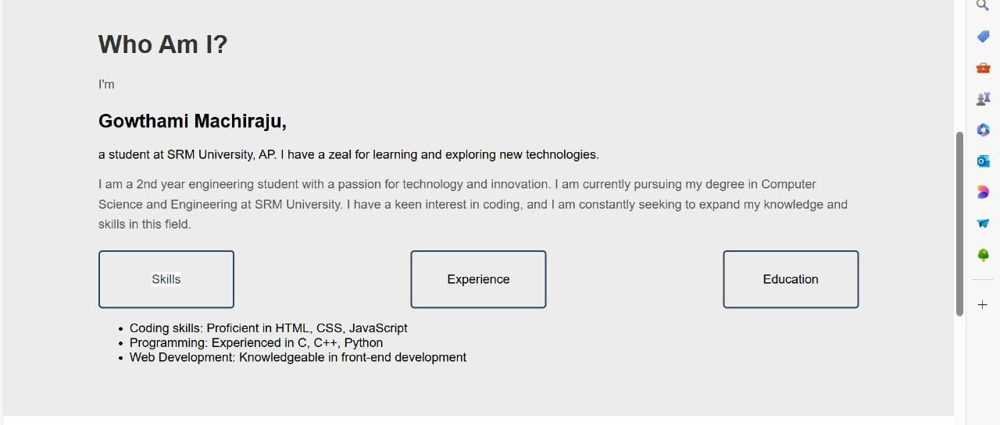 Who Am I?
I'm
Gowthami Machiraju,
a student at SRM University, AP. I have a zeal for learning and exploring new technologies.
I am a 2nd year engineering student with a passion for technology and innovation. I am currently pursuing my degree in Computer
Science and Engineering at SRM University. I have a keen interest in coding, and I am constantly seeking to expand my knowledge and
skills in this field.
Skills
Experience
Education
Coding skills: Proficient in HTML, CSS, JavaScript
Programming: Experienced in C, C++, Python
Web Development: Knowledgeable in front-end development